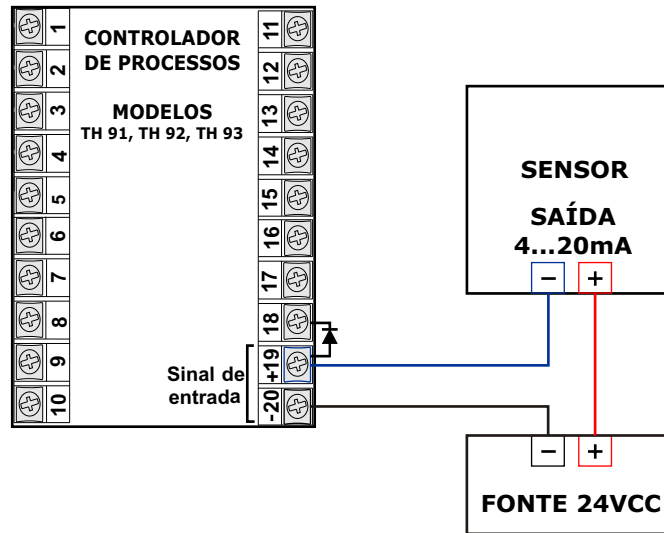 CONTROLADOR
DE PROCESSOS
MODELOS
TH 91, TH 92, TH 93
1
2
3
4
5
6
7
8
9
10
11
12
13
14
15
16
17
18
+19
-20
Sinal de
entrada
SENSOR
SAÍDA
4...20mA
− +
− +
FONTE 24VCC